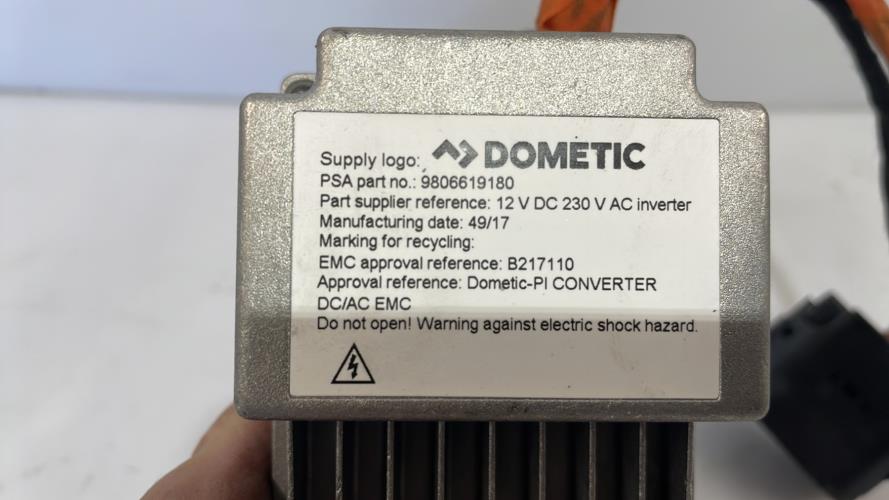 Supply logo: DOMETIC
PSA part no.: 9806619180
Part supplier reference: 12 V DC 230 V AC inverter
Manufacturing date: 49/17
Marking for recycling:
EMC approval reference: B217110
Approval reference: Dometic-PI CONVERTER
DC/AC EMC
Do not open! Warning against electric shock hazard.